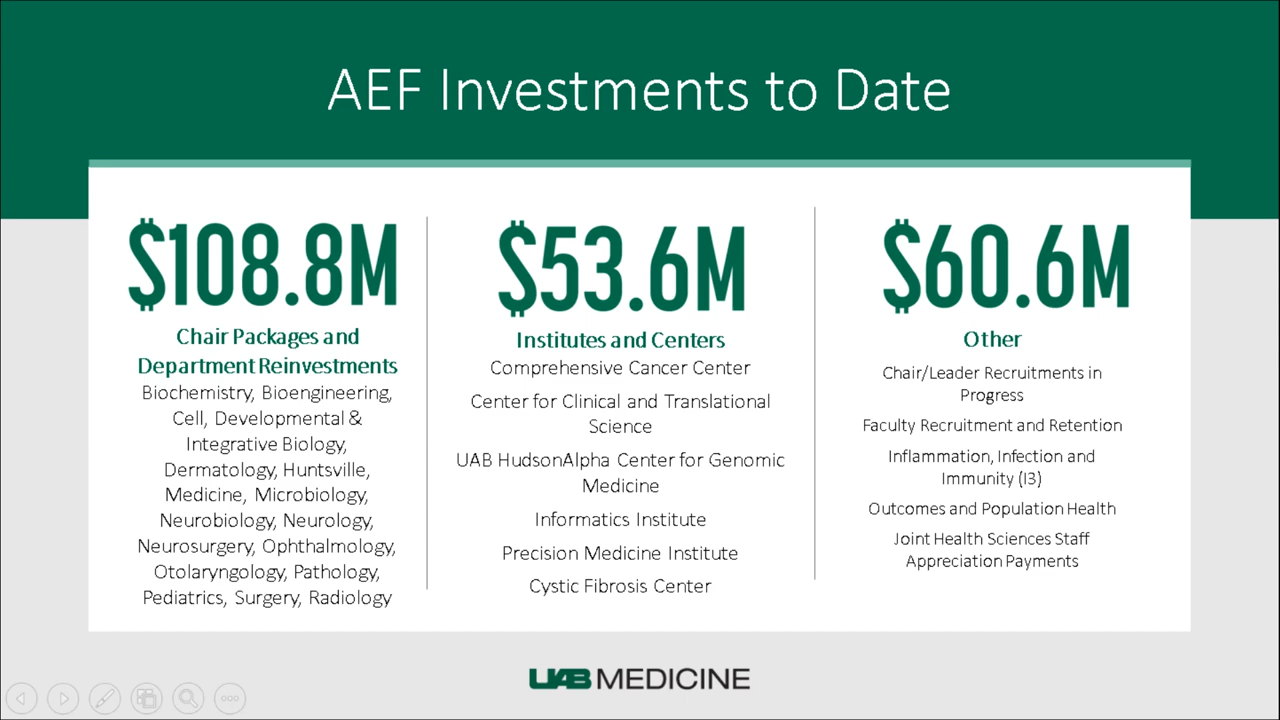 AEF Investments to Date
$108.8M
Chair Packages and
Department Reinvestments
Biochemistry, Bioengineering,
Cell, Developmental &
Integrative Biology,
Dermatology, Huntsville,
Medicine, Microbiology,
Neurobiology, Neurology,
Neurosurgery, Ophthalmology,
Otolaryngology, Pathology,
Pediatrics, Surgery, Radiology
$53.6M
Institutes and Centers
Comprehensive Cancer Center
Center for Clinical and Translational
Science
UAB HudsonAlpha Center for Genomic
Medicine
Informatics Institute
Precision Medicine Institute
Cystic Fibrosis Center
$60.6M
Other
Chair/Leader Recruitments in
Progress
Faculty Recruitment and Retention
Inflammation, Infection and
Immunity (I3)
Outcomes and Population Health
Joint Health Sciences Staff
Appreciation Payments
UAB MEDICINE